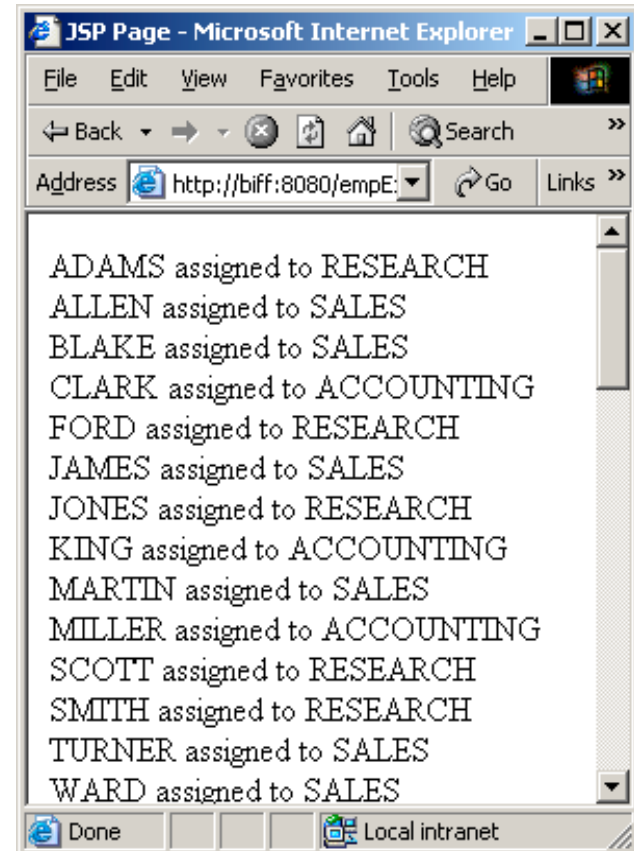 JSP Page - Microsoft Internet Explorer
File Edit View Favorites Tools Help
Back Search »
Address http://biff:8080/empE: Go Links »
ADAMS assigned to RESEARCH
ALLEN assigned to SALES
BLAKE assigned to SALES
CLARK assigned to ACCOUNTING
FORD assigned to RESEARCH
JAMES assigned to SALES
JONES assigned to RESEARCH
KING assigned to ACCOUNTING
MARTIN assigned to SALES
MILLER assigned to ACCOUNTING
SCOTT assigned to RESEARCH
SMITH assigned to RESEARCH
TURNER assigned to SALES
WARD assigned to SALES
Done Local intranet